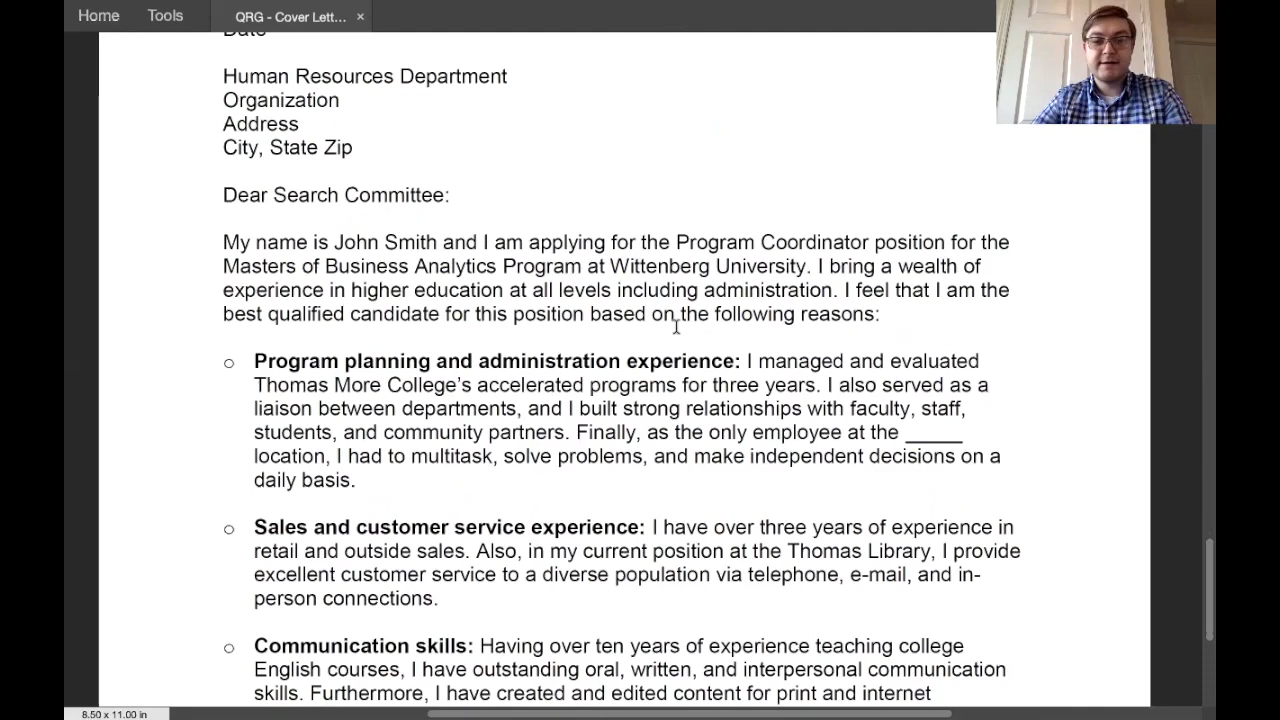 Home Tools QRG - Cover Lett... ×
Date
Human Resources Department
Organization
Address
City, State Zip
Dear Search Committee:
My name is John Smith and I am applying for the Program Coordinator position for the
Masters of Business Analytics Program at Wittenberg University. I bring a wealth of
experience in higher education at all levels including administration. I feel that I am the
best qualified candidate for this position based on the following reasons:
o Program planning and administration experience: I managed and evaluated
Thomas More College's accelerated programs for three years. I also served as a
liaison between departments, and I built strong relationships with faculty, staff,
students, and community partners. Finally, as the only employee at the _____
location, I had to multitask, solve problems, and make independent decisions on a
daily basis.
o Sales and customer service experience: I have over three years of experience in
retail and outside sales. Also, in my current position at the Thomas Library, I provide
excellent customer service to a diverse population via telephone, e-mail, and in-
person connections.
o Communication skills: Having over ten years of experience teaching college
English courses, I have outstanding oral, written, and interpersonal communication
skills. Furthermore, I have created and edited content for print and internet
8.50 x 11.00 in